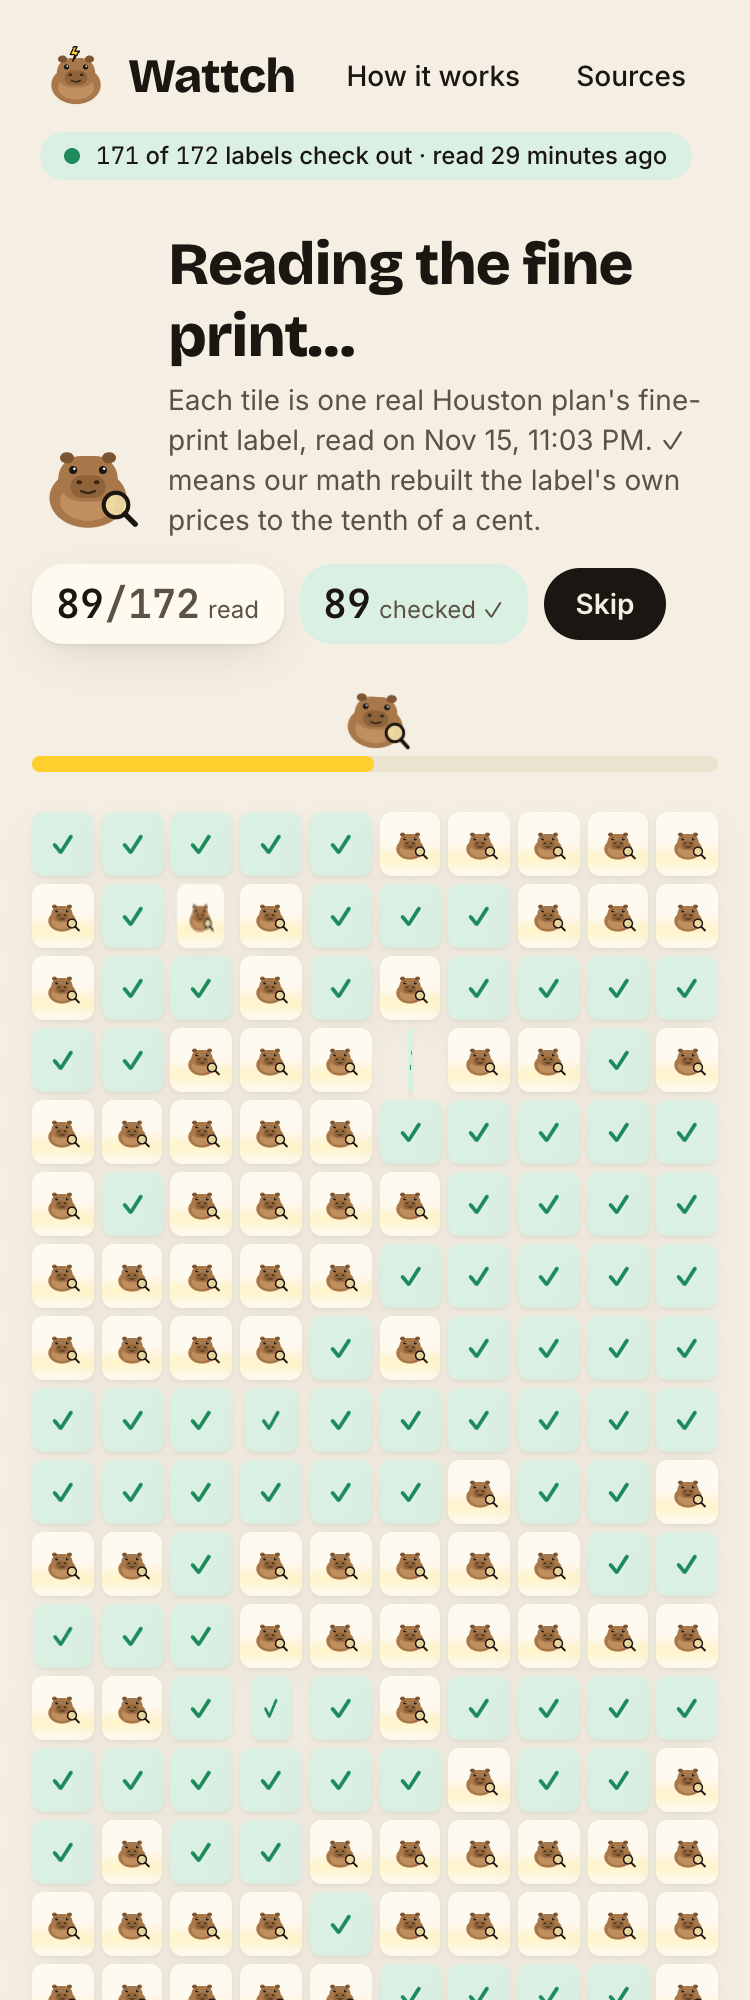 Wattch How it works Sources
171 of 172 labels check out · read 29 minutes ago
Reading the fine
print...
Each tile is one real Houston plan's fine-
print label, read on Nov 15, 11:03 PM. ✓
means our math rebuilt the label's own
prices to the tenth of a cent.
89/172 read 89 checked ✓ Skip